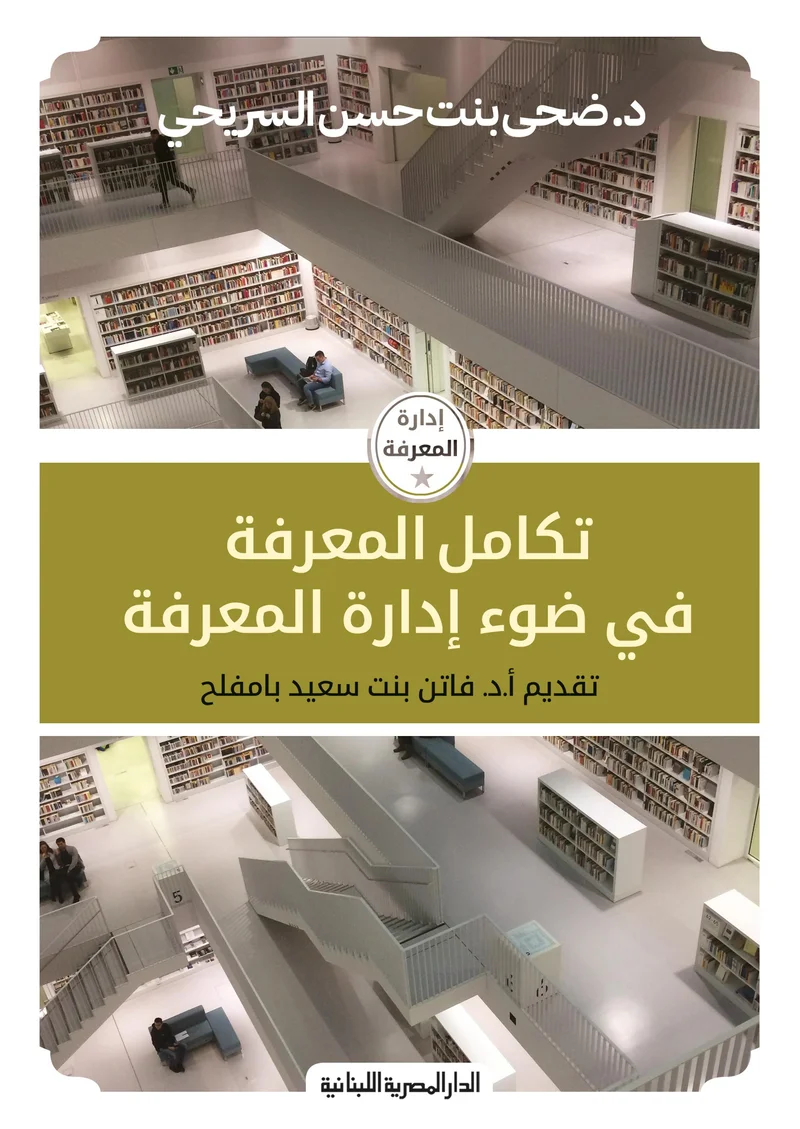 د. ضحى بنت حسن السريحي
إدارة
المعرفة
تكامل المعرفة
في ضوء إدارة المعرفة
تقديم أ.د. فاتن بنت سعيد بامفلح
5
الدار المصرية اللبنانية